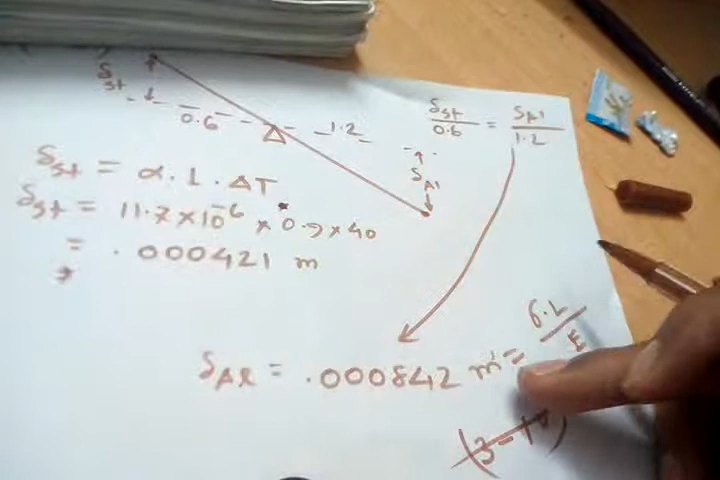 δst
0.6 Δ 1.2
δst/0.6 = δAl/1.2
δAl
δst = α . L . ΔT
δst = 11.7 × 10⁻⁶ × 0.9 × 40
= .000421 m
δAl = .000842 m = σ.L/E